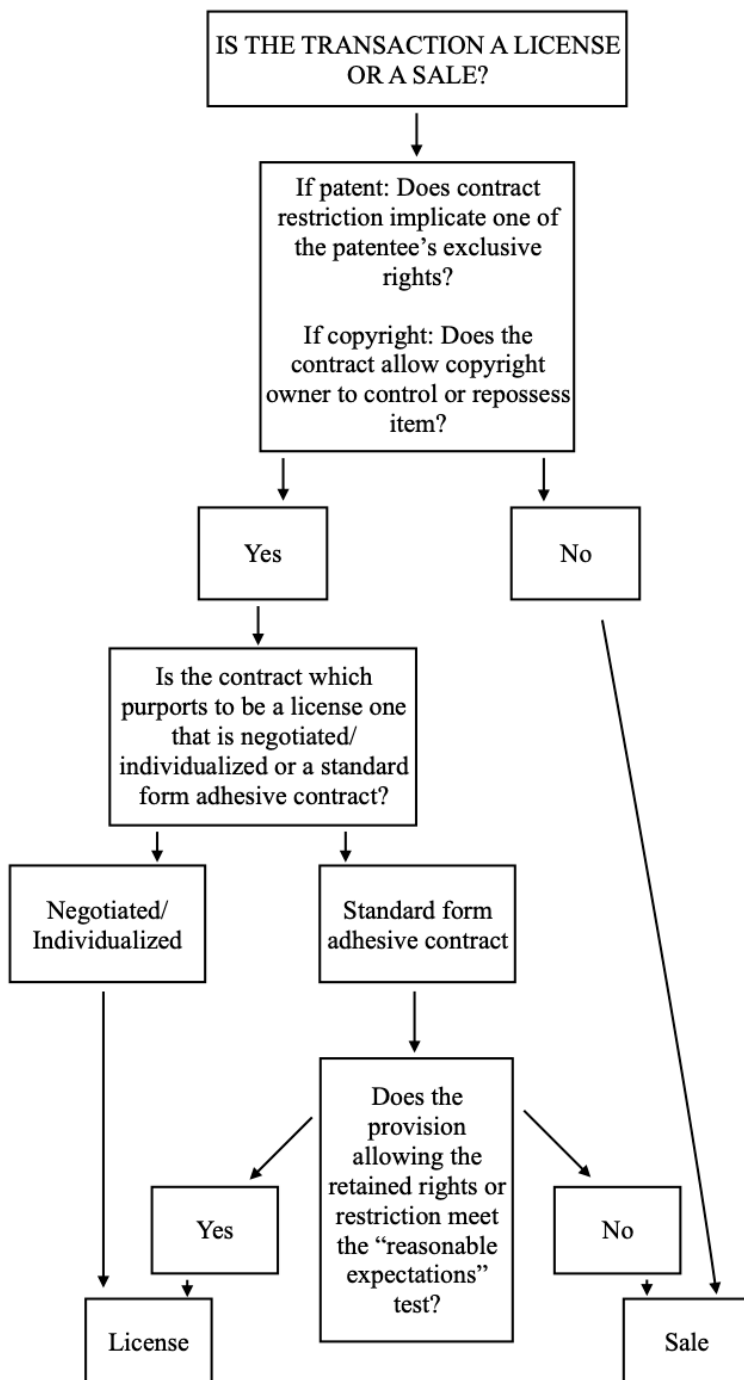 IS THE TRANSACTION A LICENSE
OR A SALE?
If patent: Does contract
restriction implicate one of
the patentee’s exclusive
rights?
If copyright: Does the
contract allow copyright
owner to control or repossess
item?
Yes
No
Is the contract which
purports to be a license one
that is negotiated/
individualized or a standard
form adhesive contract?
Negotiated/
Individualized
Standard form
adhesive contract
Does the
provision
allowing the
retained rights or
restriction meet
the “reasonable
expectations”
test?
Yes
No
License
Sale